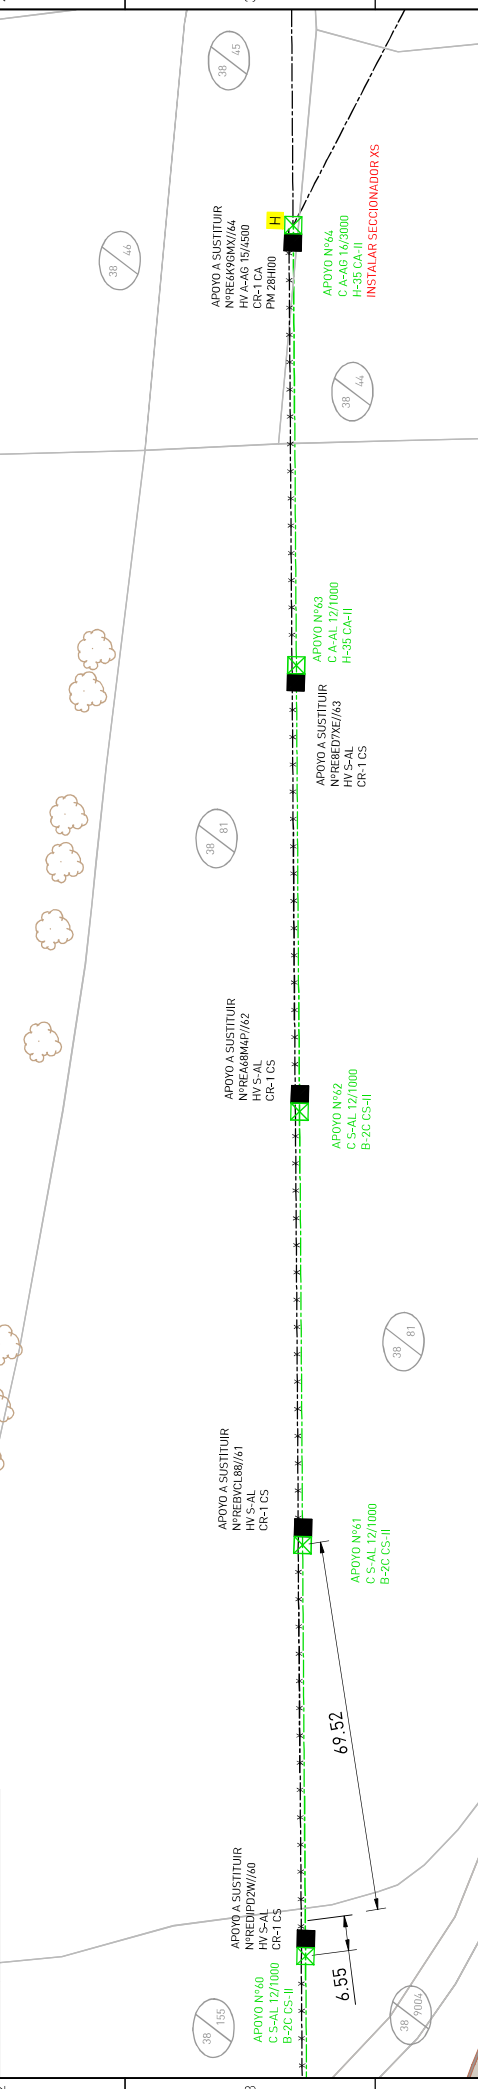 38 45
38 46
APOYO A SUSTITUIR
NºRE6K9GMX//64
HV A-AG 15/4500
CR-1 CA
PM 28HI00
H
APOYO Nº64
C A-AG 16/3000
H-35 CA-II
INSTALAR SECCIONADOR XS
38 44
APOYO Nº63
C A-AL 12/1000
H-35 CA-II
APOYO A SUSTITUIR
NºRE8ED7XE//63
HV S-AL
CR-1 CS
38 81
APOYO A SUSTITUIR
NºREA68M4P//62
HV S-AL
CR-1 CS
APOYO Nº62
C S-AL 12/1000
B-2C CS-II
38 81
APOYO A SUSTITUIR
NºREBVCL88//61
HV S-AL
CR-1 CS
APOYO Nº61
C S-AL 12/1000
B-2C CS-II
69.52
APOYO A SUSTITUIR
NºREDJPD2W//60
HV S-AL
CR-1 CS
6.55
APOYO Nº60
C S-AL 12/1000
B-2C CS-II
38 155
38 9004